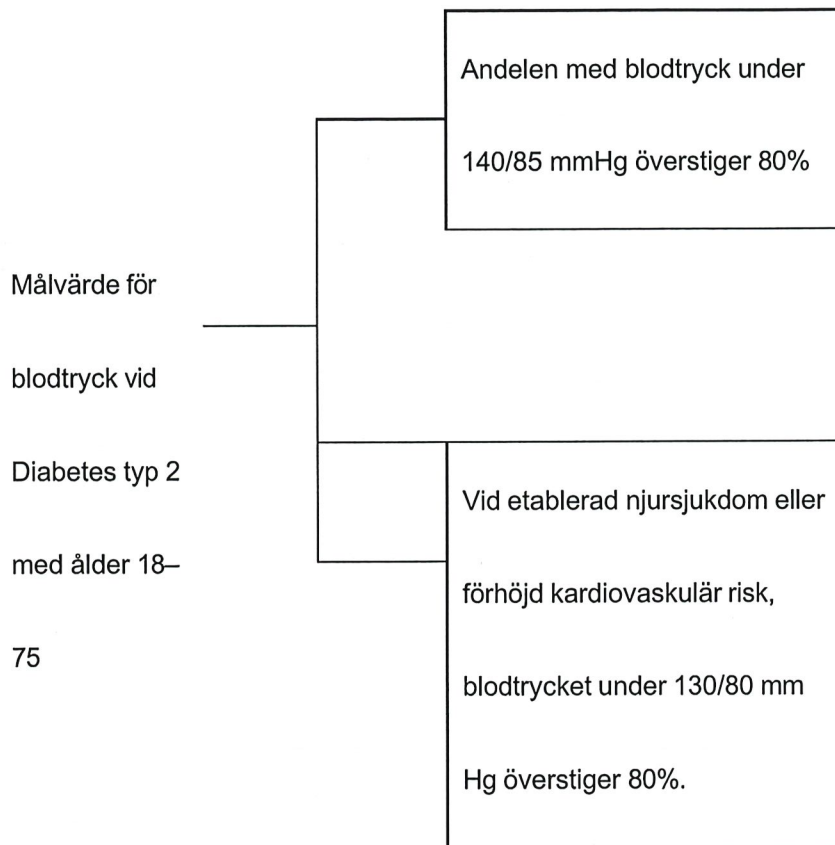 Andelen med blodtryck under
140/85 mmHg överstiger 80%
Målvärde för
blodtryck vid
Diabetes typ 2
med ålder 18–
75
Vid etablerad njursjukdom eller
förhöjd kardiovaskulär risk,
blodtrycket under 130/80 mm
Hg överstiger 80%.